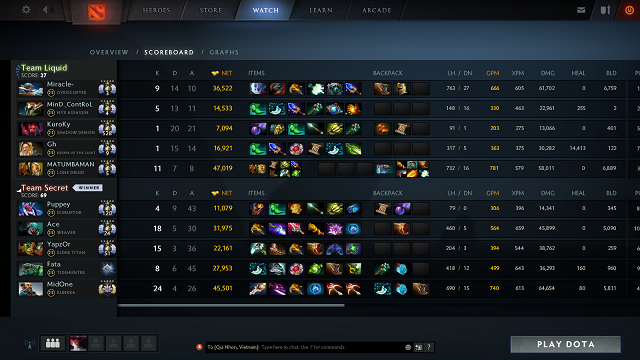 HEROES STORE WATCH LEARN ARCADE
OVERVIEW / SCOREBOARD / GRAPHS
Team Liquid
SCORE: 27
K D A NET ITEMS BACKPACK LH / DN GPM XPM DMG HEAL BLD
Miracle- 9 14 10 36,522 763 / 27 666 605 61,702 0 6,759
GYROCOPTER
MinD_ContRoL 5 13 11 14,533 148 / 16 330 463 22,961 255 2
NYX ASSASSIN
KuroKy 1 20 21 7,094 91 / 1 203 275 13,066 0 401
SHADOW DEMON
Gh 1 15 14 16,921 317 / 5 363 375 30,282 14,413 122
KEEPER OF THE LIGHT
MATUMBAMAN 11 7 8 47,019 732 / 16 781 579 58,011 0 6,889
LONE DRUID
Team Secret WINNER
SCORE: 69
K D A NET ITEMS BACKPACK LH / DN GPM XPM DMG HEAL BLD
Puppey 4 9 43 11,079 79 / 0 306 396 14,341 0 345
DISRUPTOR
Ace 18 5 30 31,975 460 / 5 564 659 45,899 0 5,090
WEAVER
YapzOr 15 3 36 22,161 204 / 3 394 544 38,762 0 259
ELDER TITAN
Fata 8 6 45 27,953 418 / 12 499 643 36,293 160 960
TIDEHUNTER
MidOne 24 4 26 45,501 690 / 15 740 613 64,654 80 5,811
KUNKKA
To (Qui Nhon, Vietnam): Type here to chat. Use '/' for commands.
PLAY DOTA